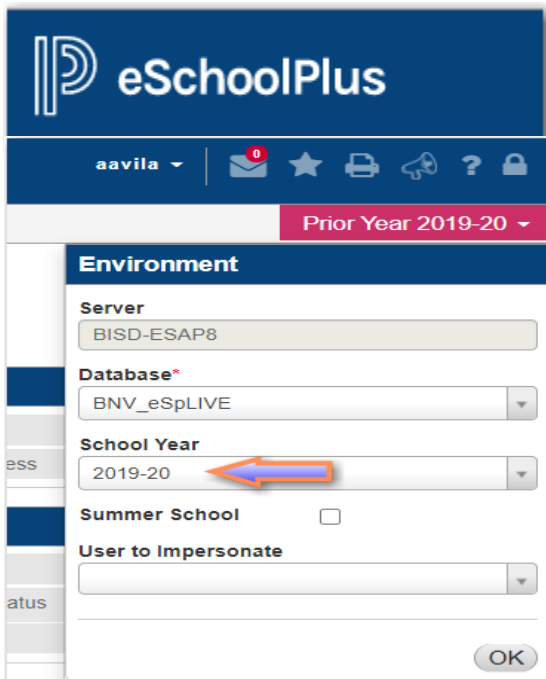 eSchoolPlus
aavila
0
?
Prior Year 2019-20
Environment
Server
BISD-ESAP8
Database*
BNV_eSpLIVE
School Year
ess
2019-20
Summer School
User to Impersonate
atus
OK